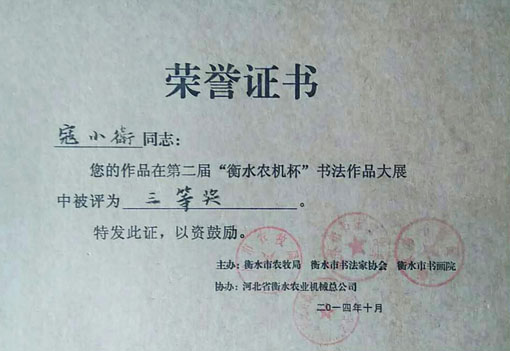 荣誉证书
寇小衛同志：
您的作品在第二届“衡水农机杯”书法作品大展
中被评为三等奖。
特发此证，以资鼓励。
主办：衡水市农牧局 衡水市书法家协会 衡水市书画院
协办：河北省衡水农业机械总公司
二〇一四年十月